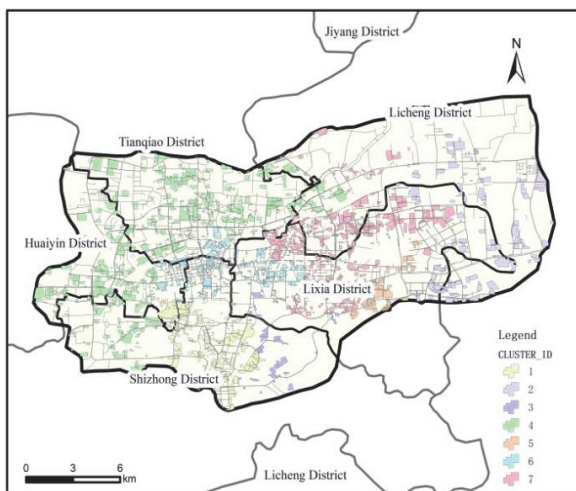 Jiyang District
N
Licheng District
Tianqiao District
Huaiyin District
Lixia District
Legend
CLUSTER_ID
1
2
Shizhong District
3
4
5
0 3 6
km
6
Licheng District
7